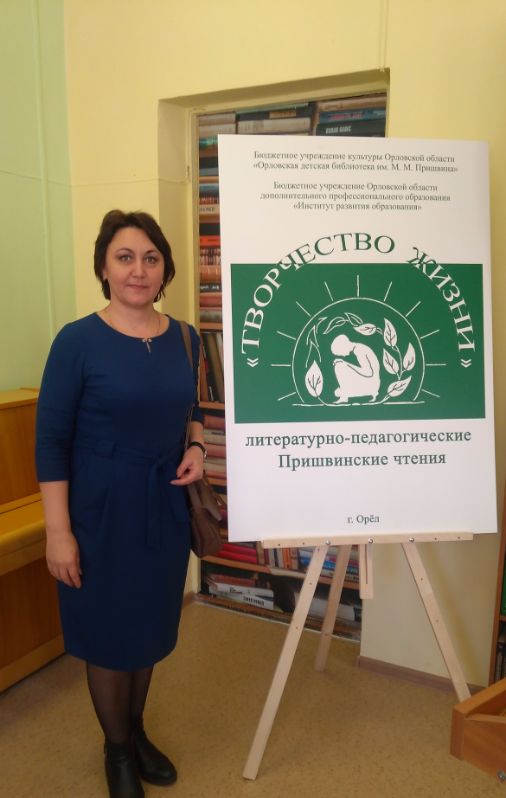 Бюджетное учреждение культуры Орловской области
«Орловская детская библиотека им. М. М. Пришвина»
Бюджетное учреждение Орловской области
дополнительного профессионального образования
«Институт развития образования»
«ТВОРЧЕСТВО ЖИЗНИ»
литературно-педагогические
Пришвинские чтения
г. Орёл